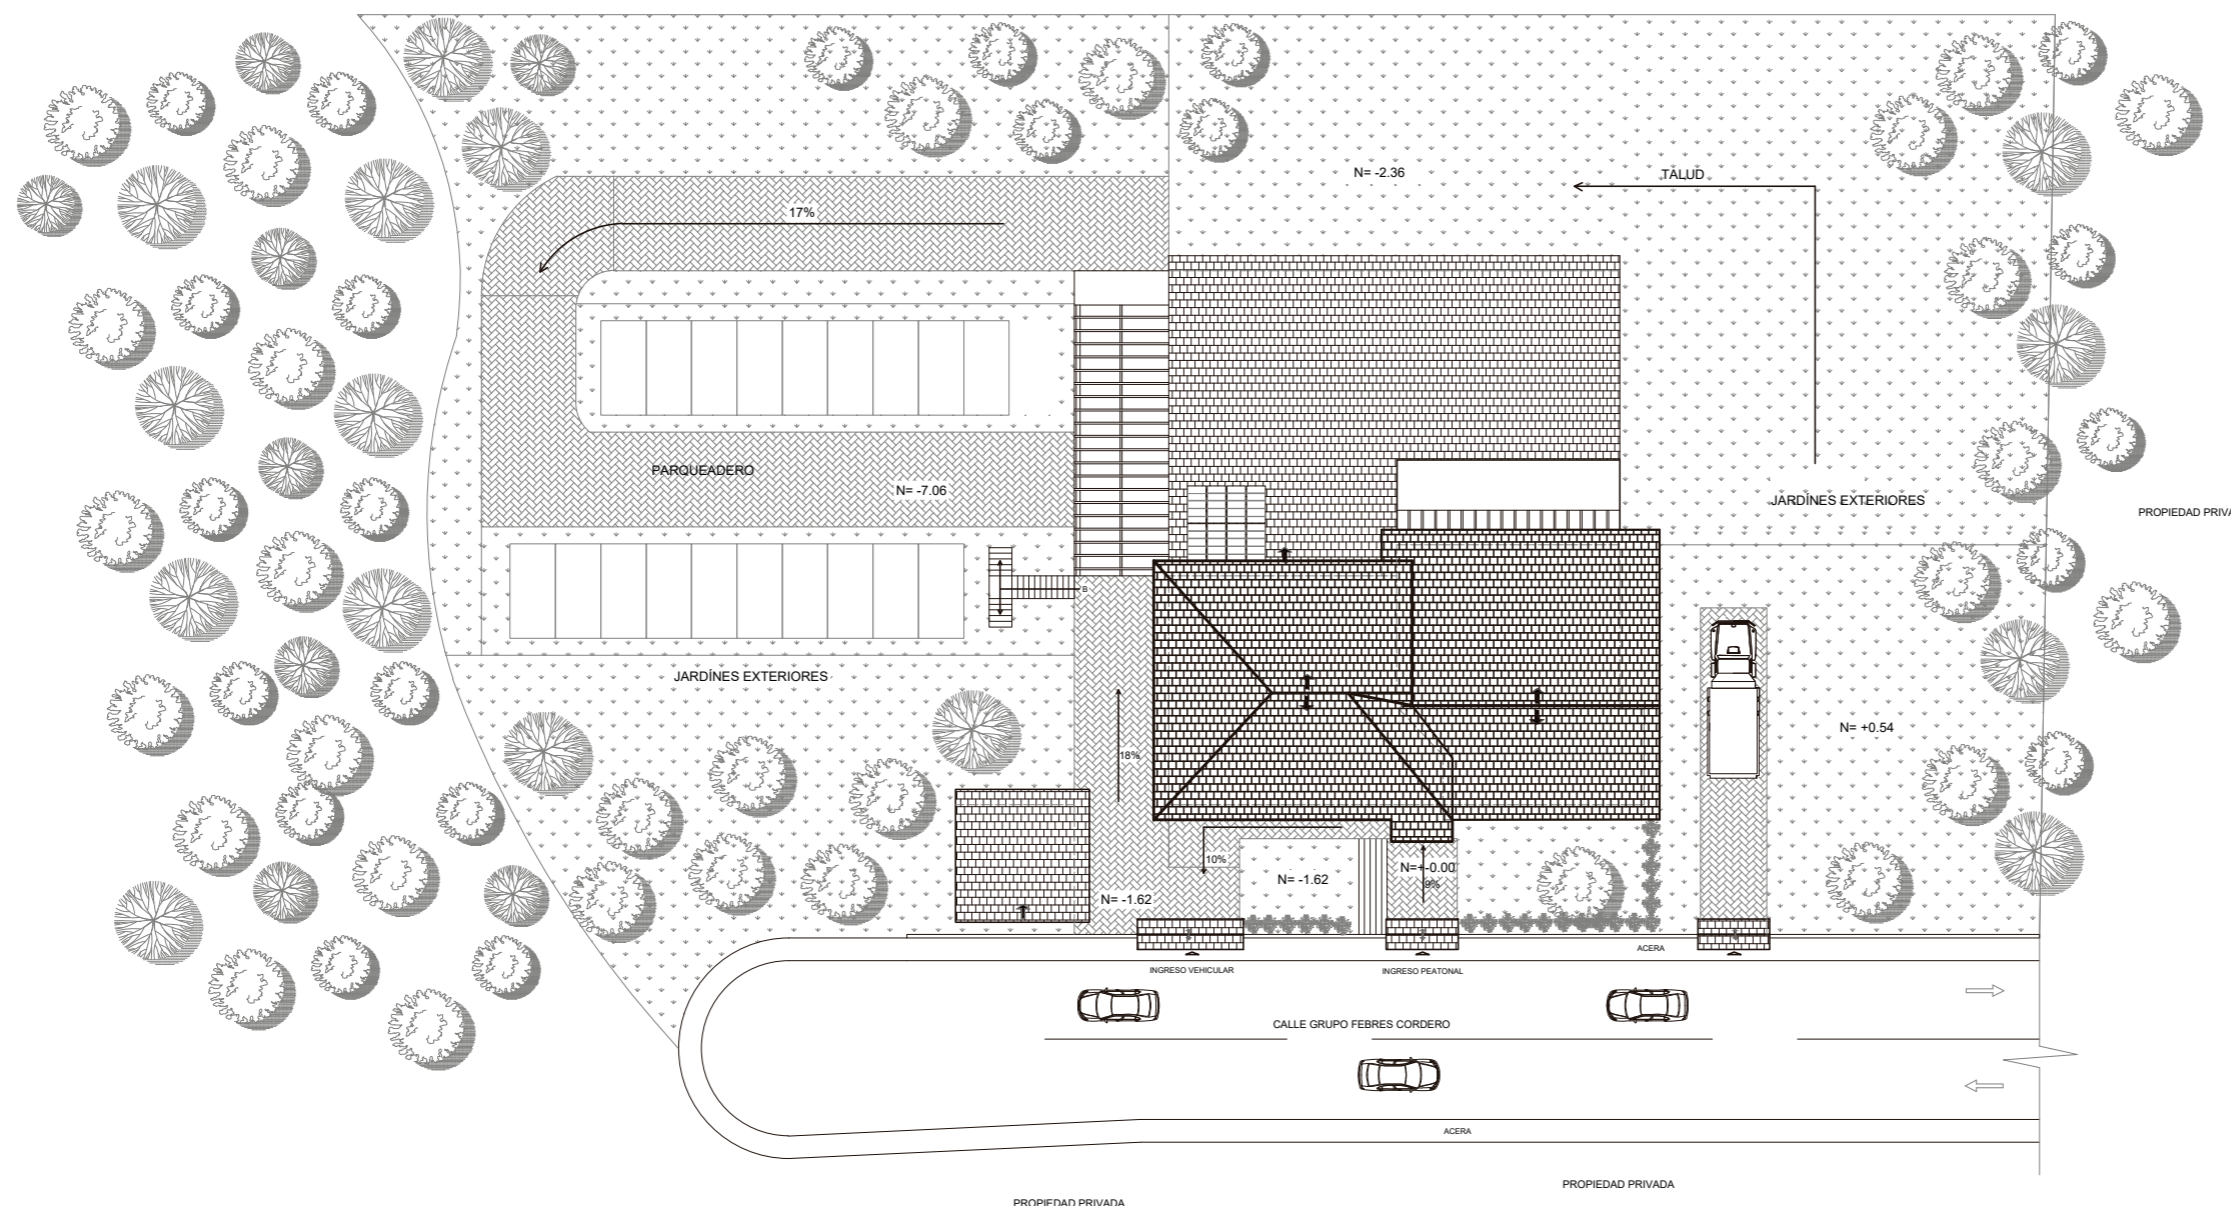 N= -2.36
TALUD
17%
PARQUEADERO
N= -7.06
JARDÍNES EXTERIORES
B
JARDÍNES EXTERIORES
N= +0.54
18%
10%
N=+-0.00
9%
N= -1.62
N= -1.62
ACERA
INGRESO VEHICULAR
INGRESO PEATONAL
CALLE GRUPO FEBRES CORDERO
ACERA
PROPIEDAD PRIVADA
PROPIEDAD PRIVADA
PROPIEDAD PRIVA